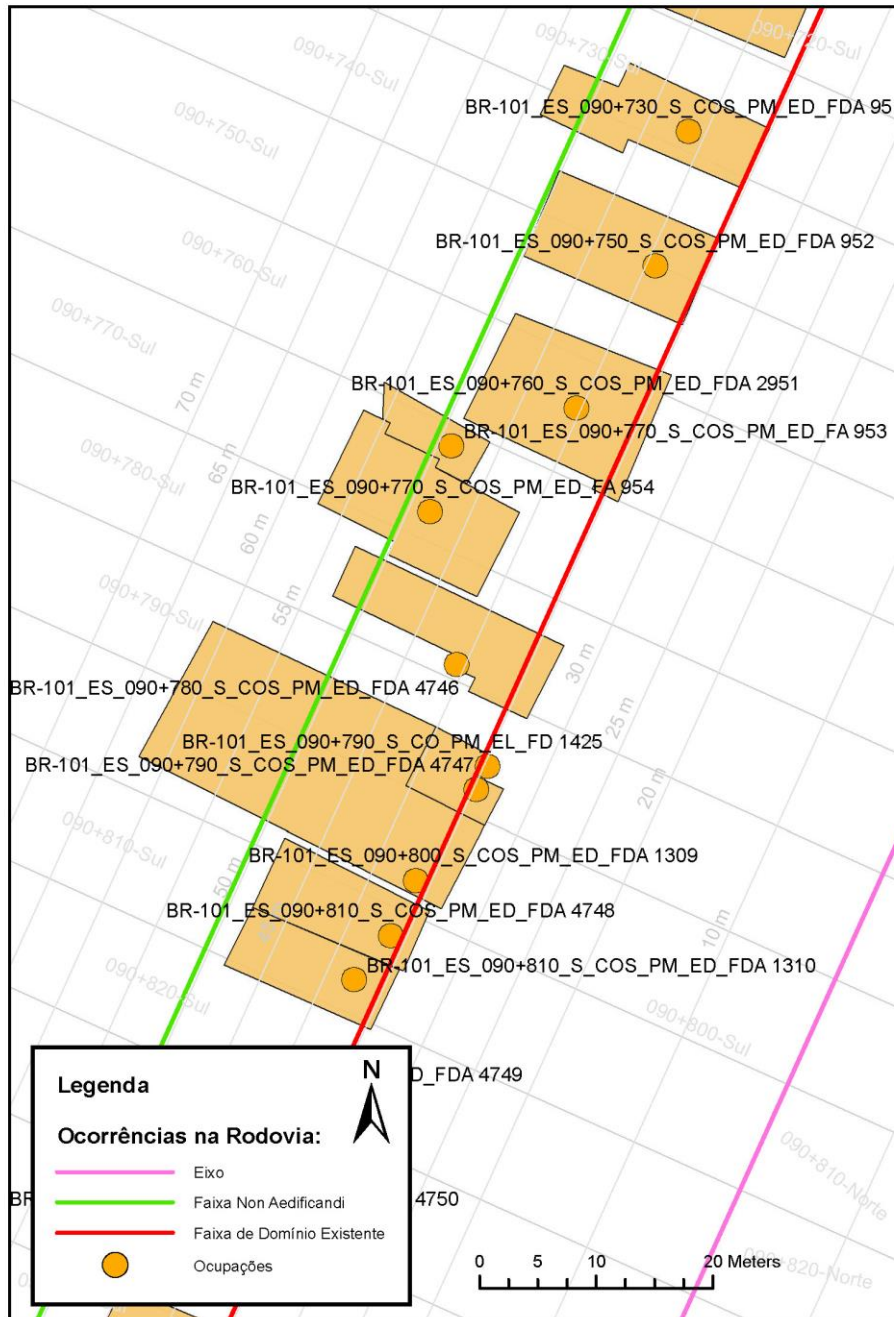 090+720-Sul
090+730-Sul
090+740-Sul
BR-101_ES_090+730_S_COS_PM_ED_FDA 95
090+750-Sul
BR-101_ES_090+750_S_COS_PM_ED_FDA 952
090+760-Sul
090+770-Sul
BR-101_ES_090+760_S_COS_PM_ED_FDA 2951
70 m
BR-101_ES_090+770_S_COS_PM_ED_FA 953
65 m
090+780-Sul
BR-101_ES_090+770_S_COS_PM_ED_FA 954
60 m
090+790-Sul
55 m
30 m
BR-101_ES_090+780_S_COS_PM_ED_FDA 4746
25 m
BR-101_ES_090+790_S_CO_PM_EL_FD 1425
BR-101_ES_090+790_S_COS_PM_ED_FDA 4747
20 m
090+810-Sul
BR-101_ES_090+800_S_COS_PM_ED_FDA 1309
50 m
BR-101_ES_090+810_S_COS_PM_ED_FDA 4748
10 m
BR-101_ES_090+810_S_COS_PM_ED_FDA 1310
090+820-Sul
090+800-Sul
D_FDA 4749
Legenda
N
Ocorrências na Rodovia:
Eixo
Faixa Non Aedificandi
Faixa de Domínio Existente
Ocupações
BR
4750
090+810-Norte
090+820-Norte
0 5 10 20 Meters